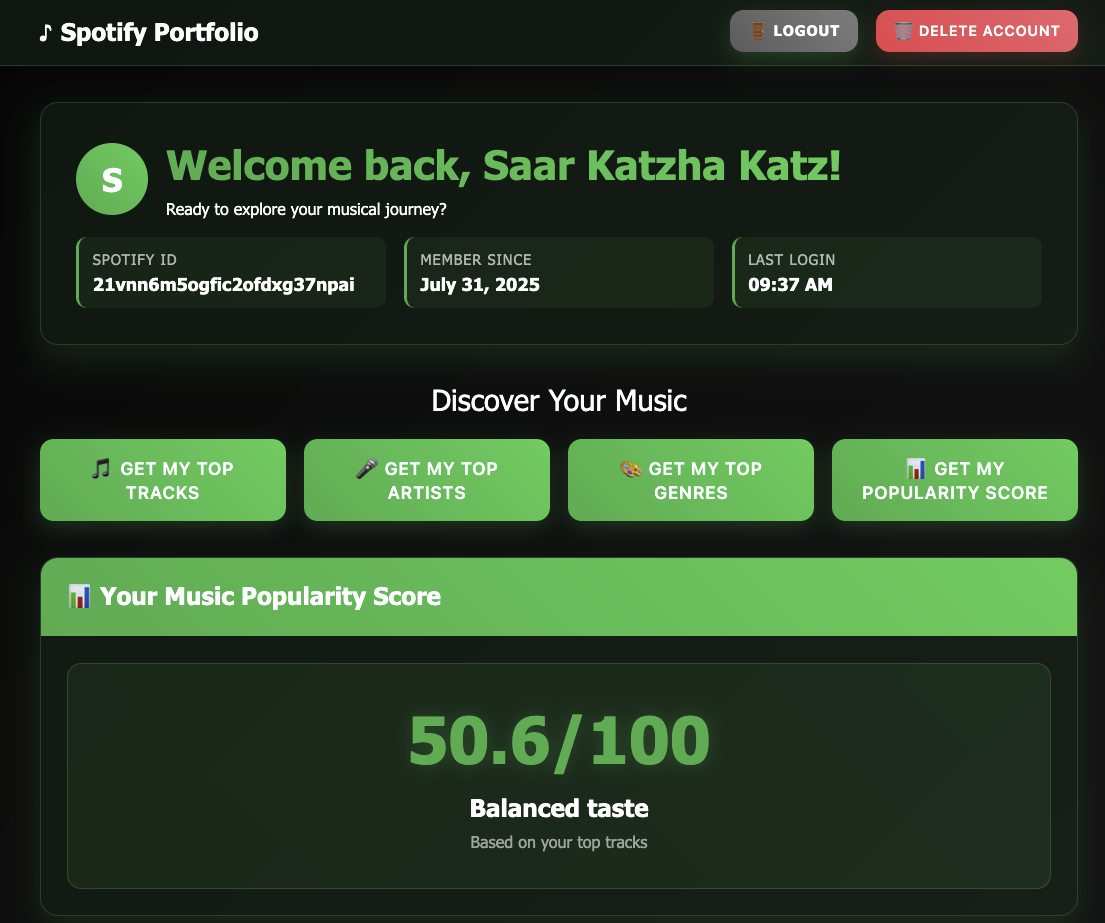 ♪ Spotify Portfolio
🚪 LOGOUT
🗑️ DELETE ACCOUNT
S
Welcome back, Saar Katzha Katz!
Ready to explore your musical journey?
SPOTIFY ID
21vnn6m5ogfic2ofdxg37npai
MEMBER SINCE
July 31, 2025
LAST LOGIN
09:37 AM
Discover Your Music
🎵 GET MY TOP
TRACKS
🎤 GET MY TOP
ARTISTS
🎨 GET MY TOP
GENRES
📊 GET MY
POPULARITY SCORE
📊 Your Music Popularity Score
50.6/100
Balanced taste
Based on your top tracks